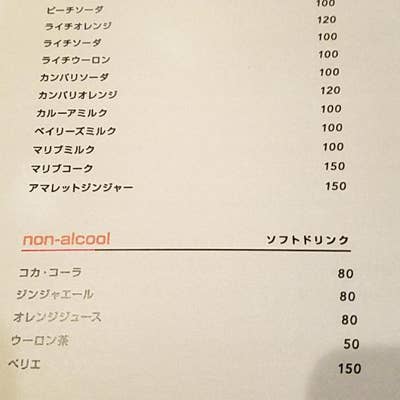 ピーチソーダ 100
ライチオレンジ 120
ライチソーダ 100
ライチウーロン 100
カンパリソーダ 100
カンパリオレンジ 120
カルーアミルク 100
ベイリーズミルク 100
マリブミルク 100
マリブコーク 150
アマレットジンジャー 150
non-alcool ソフトドリンク
コカ・コーラ 80
ジンジャエール 80
オレンジジュース 80
ウーロン茶 50
ペリエ 150